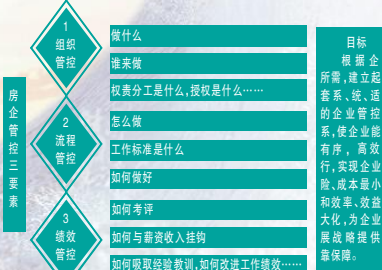 房企管控三要素
1
组织
管控
做什么
谁来做
权责分工是什么,授权是什么……
2
流程
管控
怎么做
工作标准是什么
如何做好
3
绩效
管控
如何考评
如何与薪资收入挂钩
如何吸取经验教训,如何改进工作绩效……
目标
根据企
所需,建立起
套系、统、适
的企业管控
系,使企业能
有序，高效
行,实现企业
险、成本最小
和效率、效益
大化,为企业
展战略提供
靠保障。